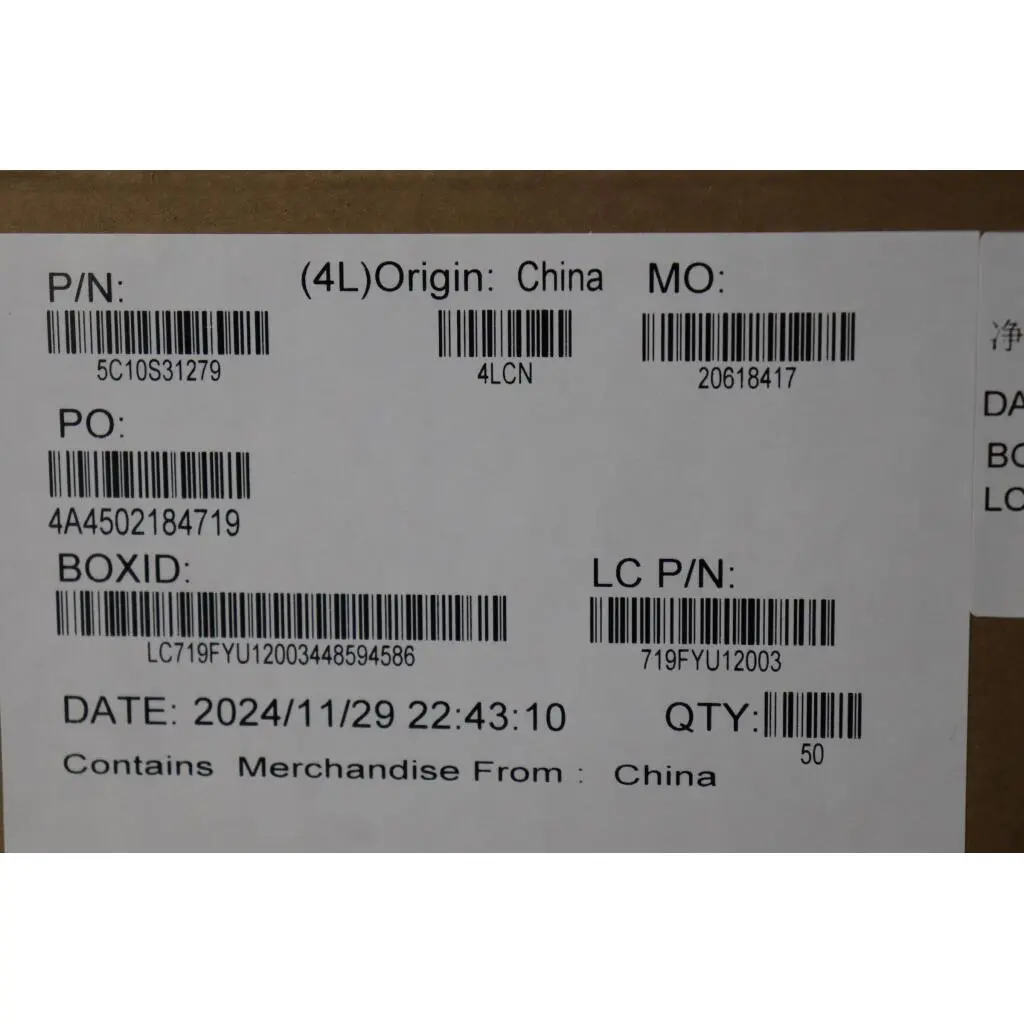 P/N: (4L)Origin: China MO:
5C10S31279 4LCN 20618417
PO:
4A4502184719
BOXID: LC P/N:
LC719FYU12003448594586 719FYU12003
DATE: 2024/11/29 22:43:10 QTY:
50
Contains Merchandise From : China
净
DA
BO
LC